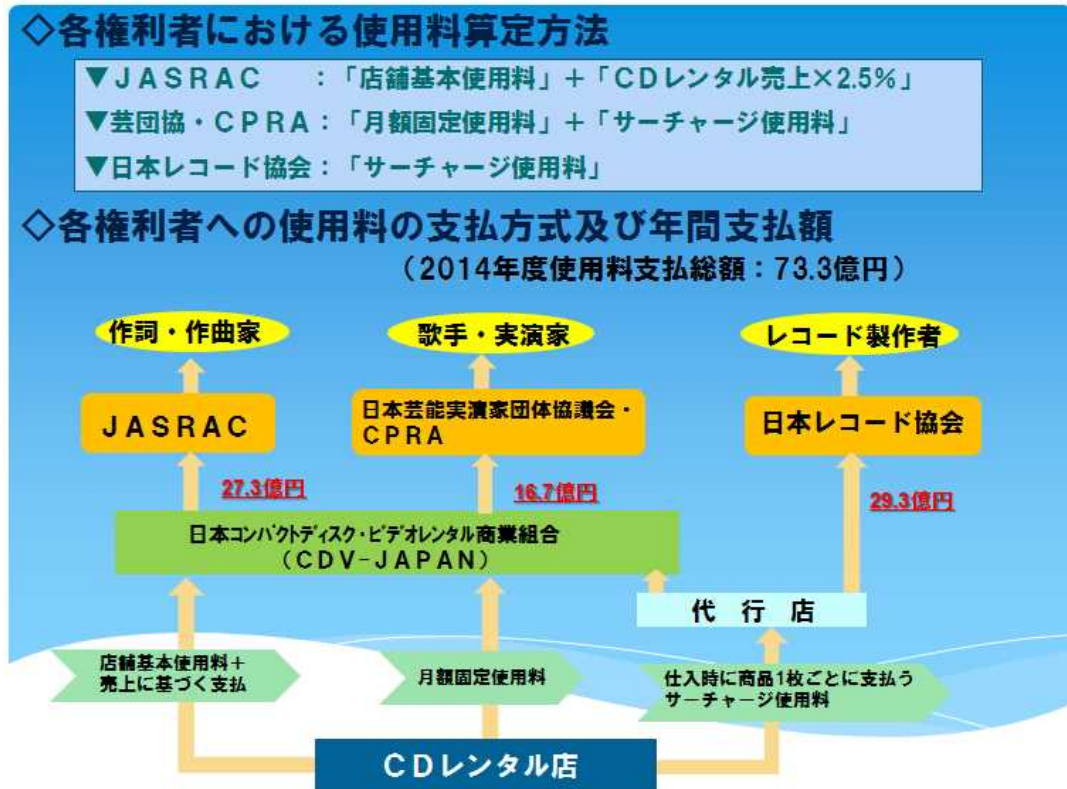 ◇各権利者における使用料算定方法
▼JASRAC :「店舗基本使用料」+「CDレンタル売上×2.5%」
▼芸団協・CPRA:「月額固定使用料」+「サーチャージ使用料」
▼日本レコード協会:「サーチャージ使用料」
◇各権利者への使用料の支払方式及び年間支払額
(2014年度使用料支払総額:73.3億円)
作詞・作曲家
歌手・実演家
レコード製作者
JASRAC
日本芸能実演家団体協議会・
CPRA
日本レコード協会
27.3億円
16.7億円
29.3億円
日本コンパクトディスク・ビデオレンタル商業組合
(CDV-JAPAN)
代 行 店
店舗基本使用料+
売上に基づく支払
月額固定使用料
仕入時に商品1枚ごとに支払う
サーチャージ使用料
CDレンタル店